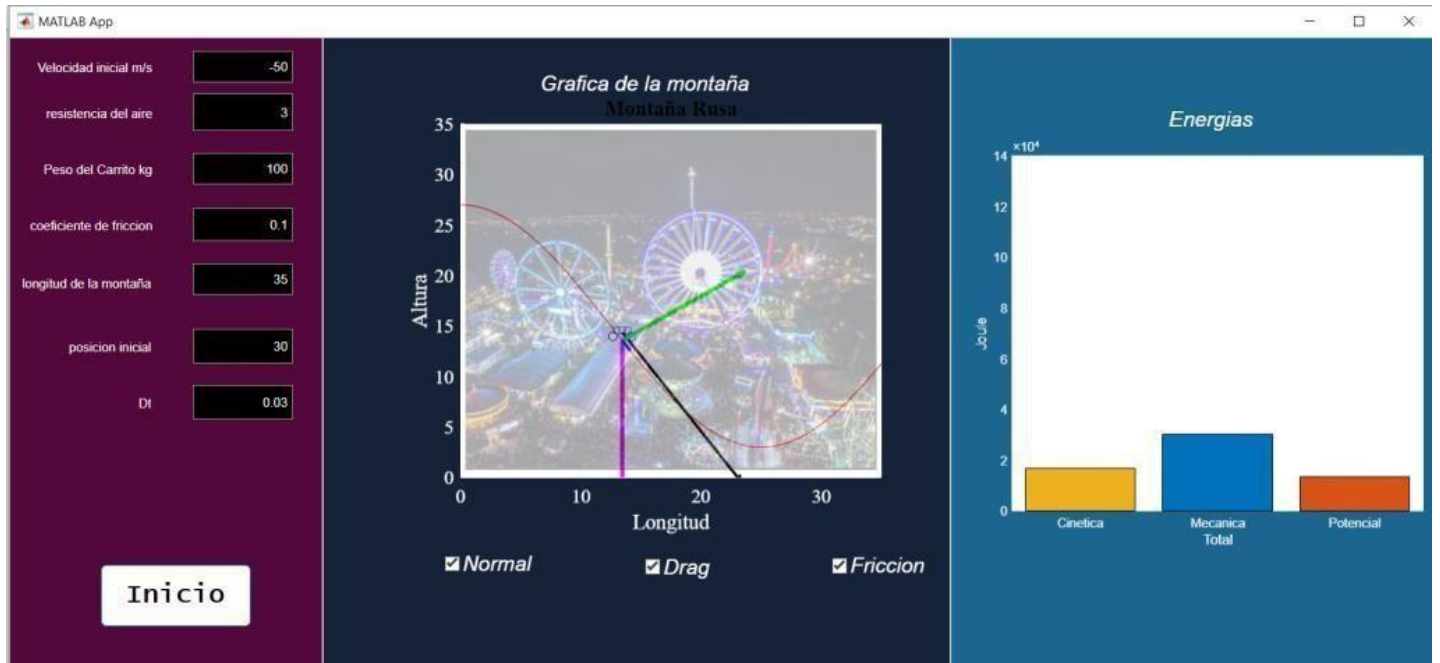 MATLAB App
Velocidad inicial m/s -50
resistencia del aire 3
Peso del Carrito kg 100
coeficiente de friccion 0.1
longitud de la montaña 35
posicion inicial 30
Dt 0.03
Inicio
Grafica de la montaña
Montaña Rusa
35
30
25
20
15
10
5
0
Altura
0 10 20 30
Longitud
Normal Drag Friccion
Energias
×10⁴
14
12
10
8
6
4
2
0
Joule
Cinetica Mecanica Potencial
Total